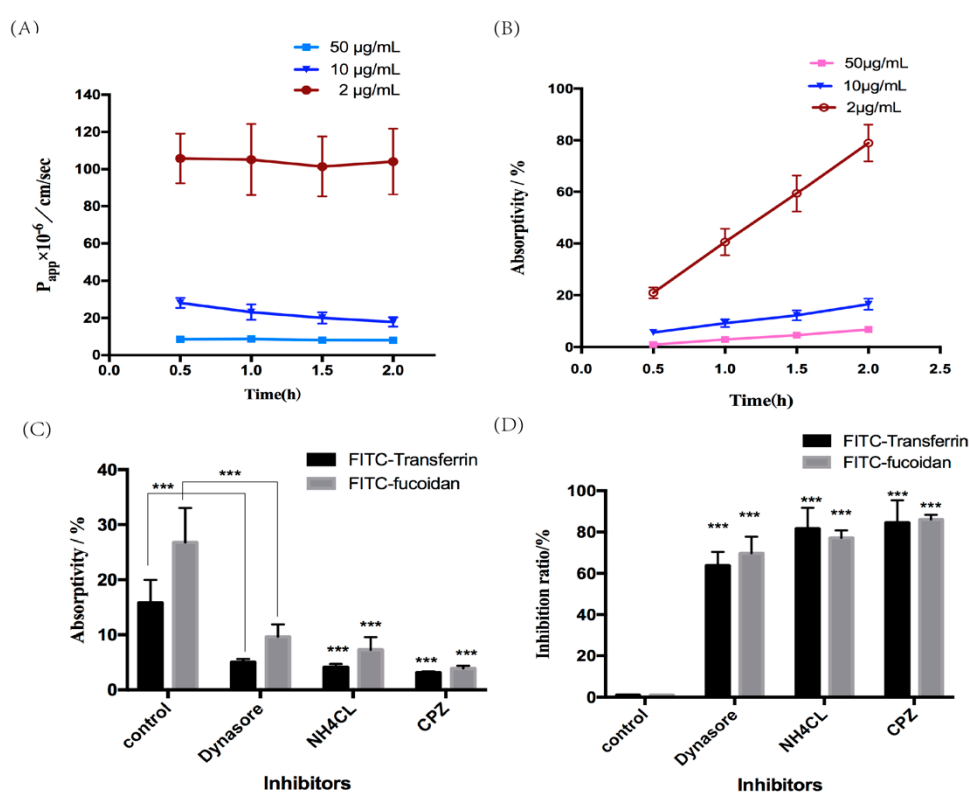 (A)
50 µg/mL
10 µg/mL
2 µg/mL
P_app×10⁻⁶ / cm/sec
140
120
100
80
60
40
20
0
0.0 0.5 1.0 1.5 2.0
Time(h)
(B)
50µg/mL
10µg/mL
2µg/mL
Absorptivity / %
100
80
60
40
20
0
0.0 0.5 1.0 1.5 2.0 2.5
Time(h)
(C)
FITC-Transferrin
FITC-fucoidan
Absorptivity / %
40
30
20
10
0
*** ***
*** ***
*** ***
control Dynasore NH4CL CPZ
Inhibitors
(D)
FITC-Transferrin
FITC-fucoidan
Inhibition ratio/%
100
80
60
40
20
0
*** *** *** *** *** ***
control Dynasore NH4CL CPZ
Inhibitors